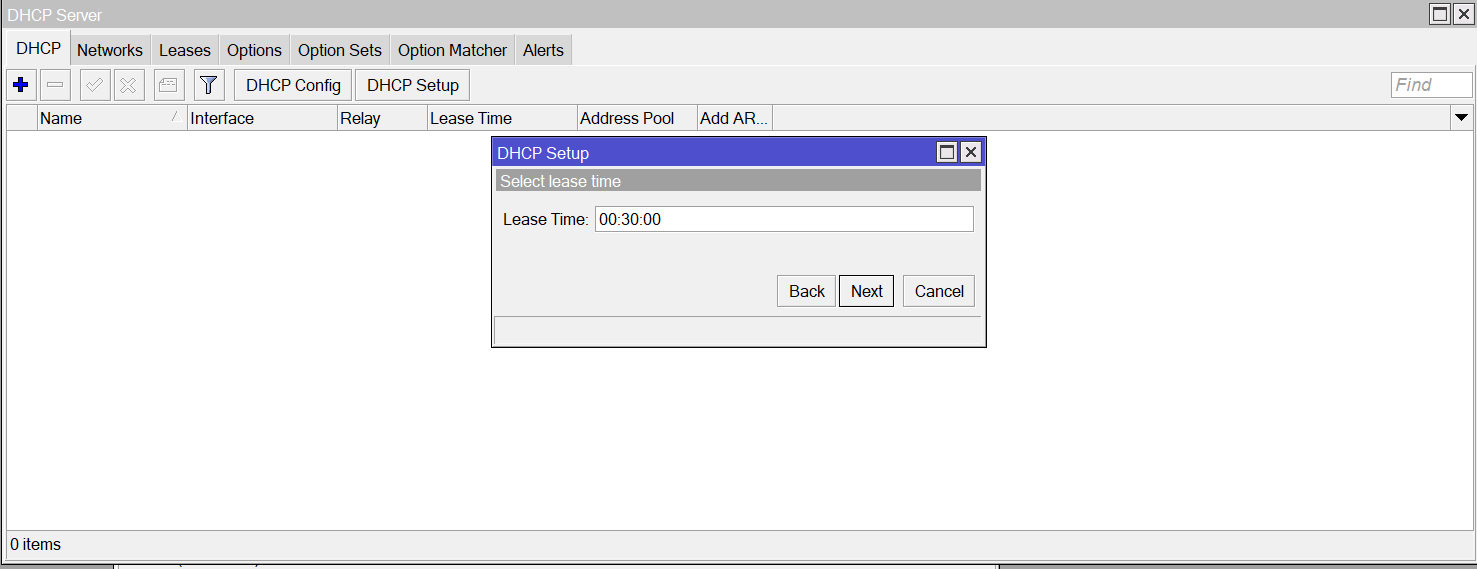 DHCP Server
DHCP Networks Leases Options Option Sets Option Matcher Alerts
DHCP Config DHCP Setup Find
Name Interface Relay Lease Time Address Pool Add AR...
DHCP Setup
Select lease time
Lease Time: 00:30:00
Back Next Cancel
0 items